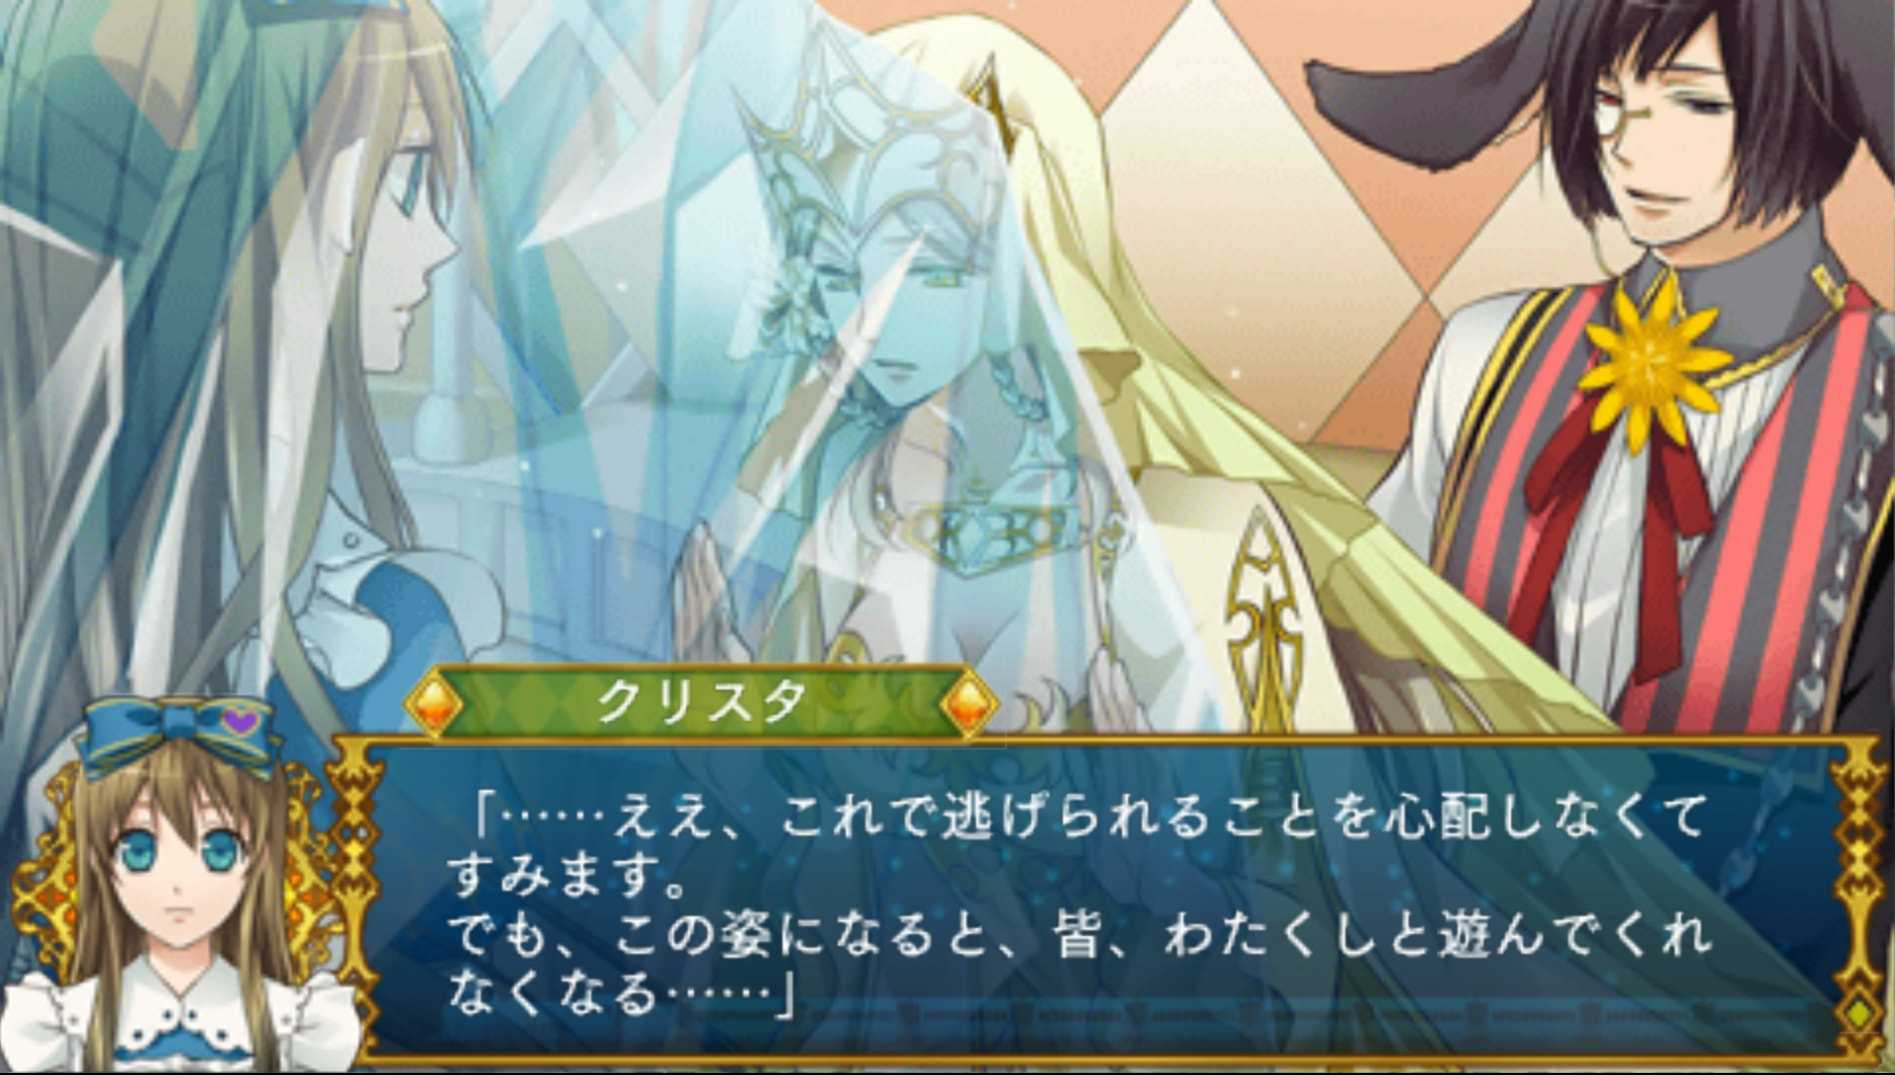 クリスタ
「……ええ、これで逃げられることを心配しなくて
すみます。
でも、この姿になると、皆、わたくしと遊んでくれ
なくなる……」